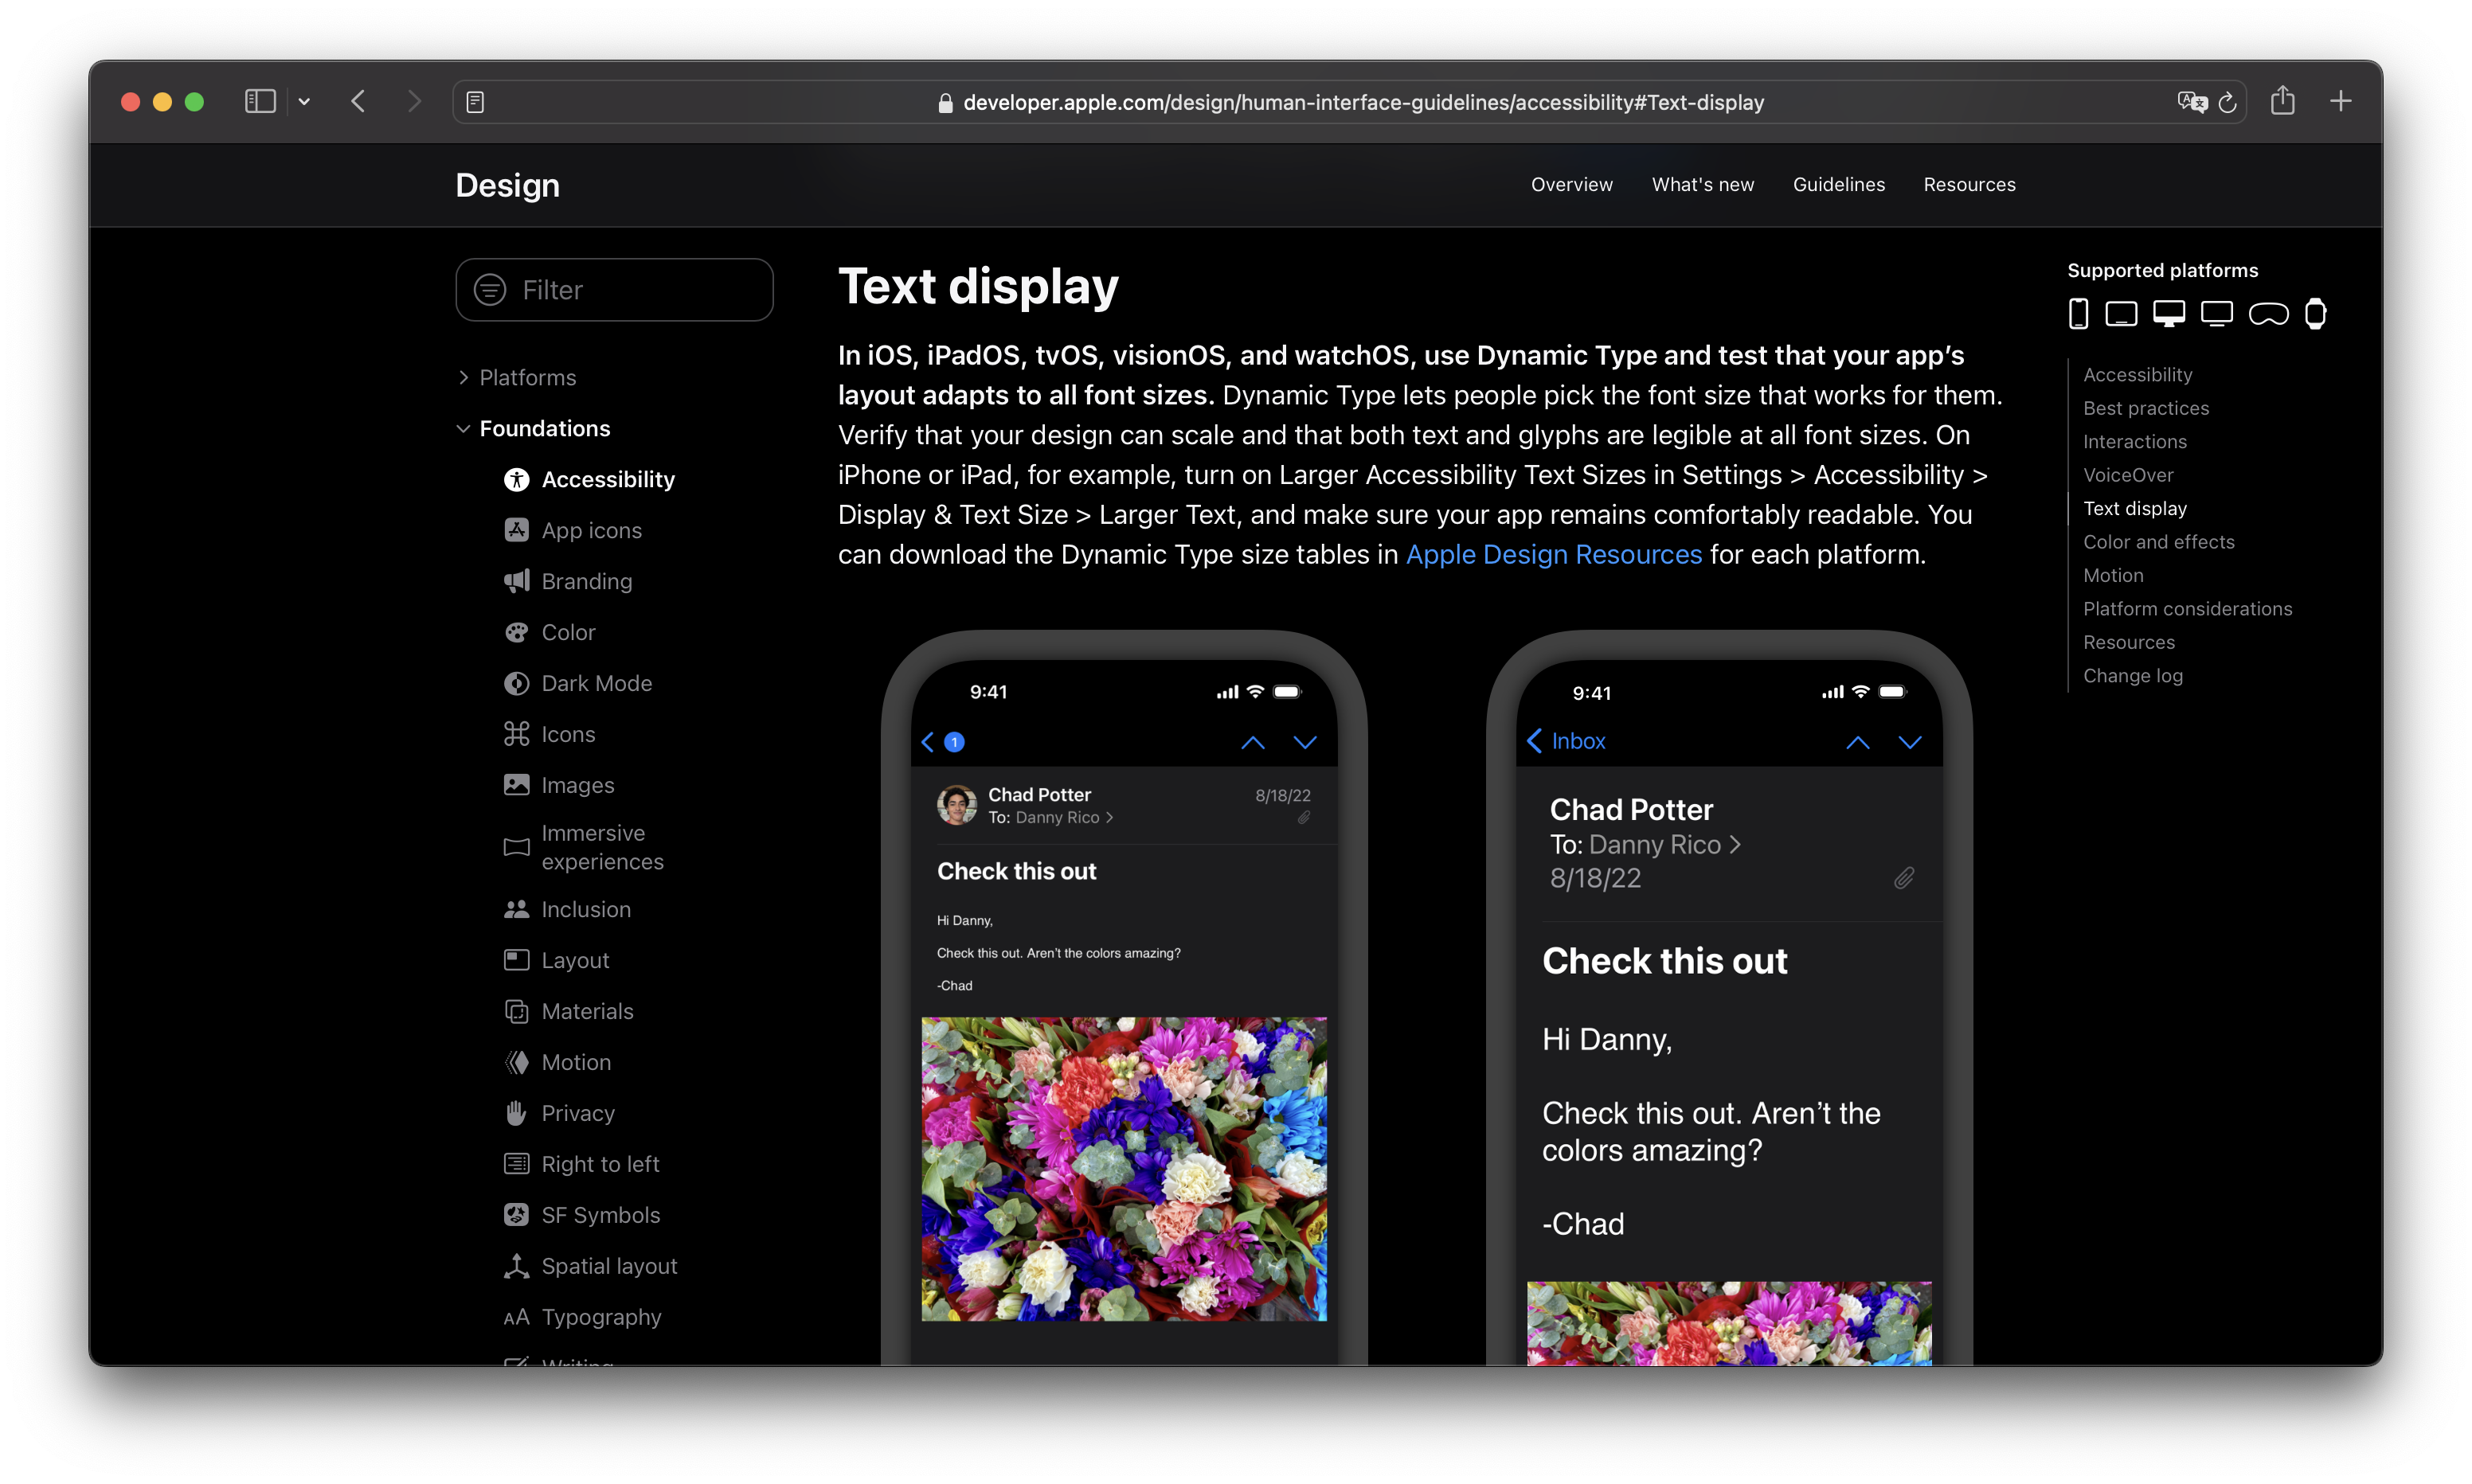 developer.apple.com/design/human-interface-guidelines/accessibility#Text-display
Design
Overview
What's new
Guidelines
Resources
Filter
Platforms
Foundations
Accessibility
App icons
Branding
Color
Dark Mode
Icons
Images
Immersive
experiences
Inclusion
Layout
Materials
Motion
Privacy
Right to left
SF Symbols
Spatial layout
AA Typography
Writing
Text display
In iOS, iPadOS, tvOS, visionOS, and watchOS, use Dynamic Type and test that your app’s
layout adapts to all font sizes. Dynamic Type lets people pick the font size that works for them.
Verify that your design can scale and that both text and glyphs are legible at all font sizes. On
iPhone or iPad, for example, turn on Larger Accessibility Text Sizes in Settings > Accessibility >
Display & Text Size > Larger Text, and make sure your app remains comfortably readable. You
can download the Dynamic Type size tables in Apple Design Resources for each platform.
9:41
1
Chad Potter
8/18/22
To: Danny Rico >
Check this out
Hi Danny,
Check this out. Aren’t the colors amazing?
-Chad
9:41
Inbox
Chad Potter
To: Danny Rico >
8/18/22
Check this out
Hi Danny,
Check this out. Aren’t the
colors amazing?
-Chad
Supported platforms
Accessibility
Best practices
Interactions
VoiceOver
Text display
Color and effects
Motion
Platform considerations
Resources
Change log